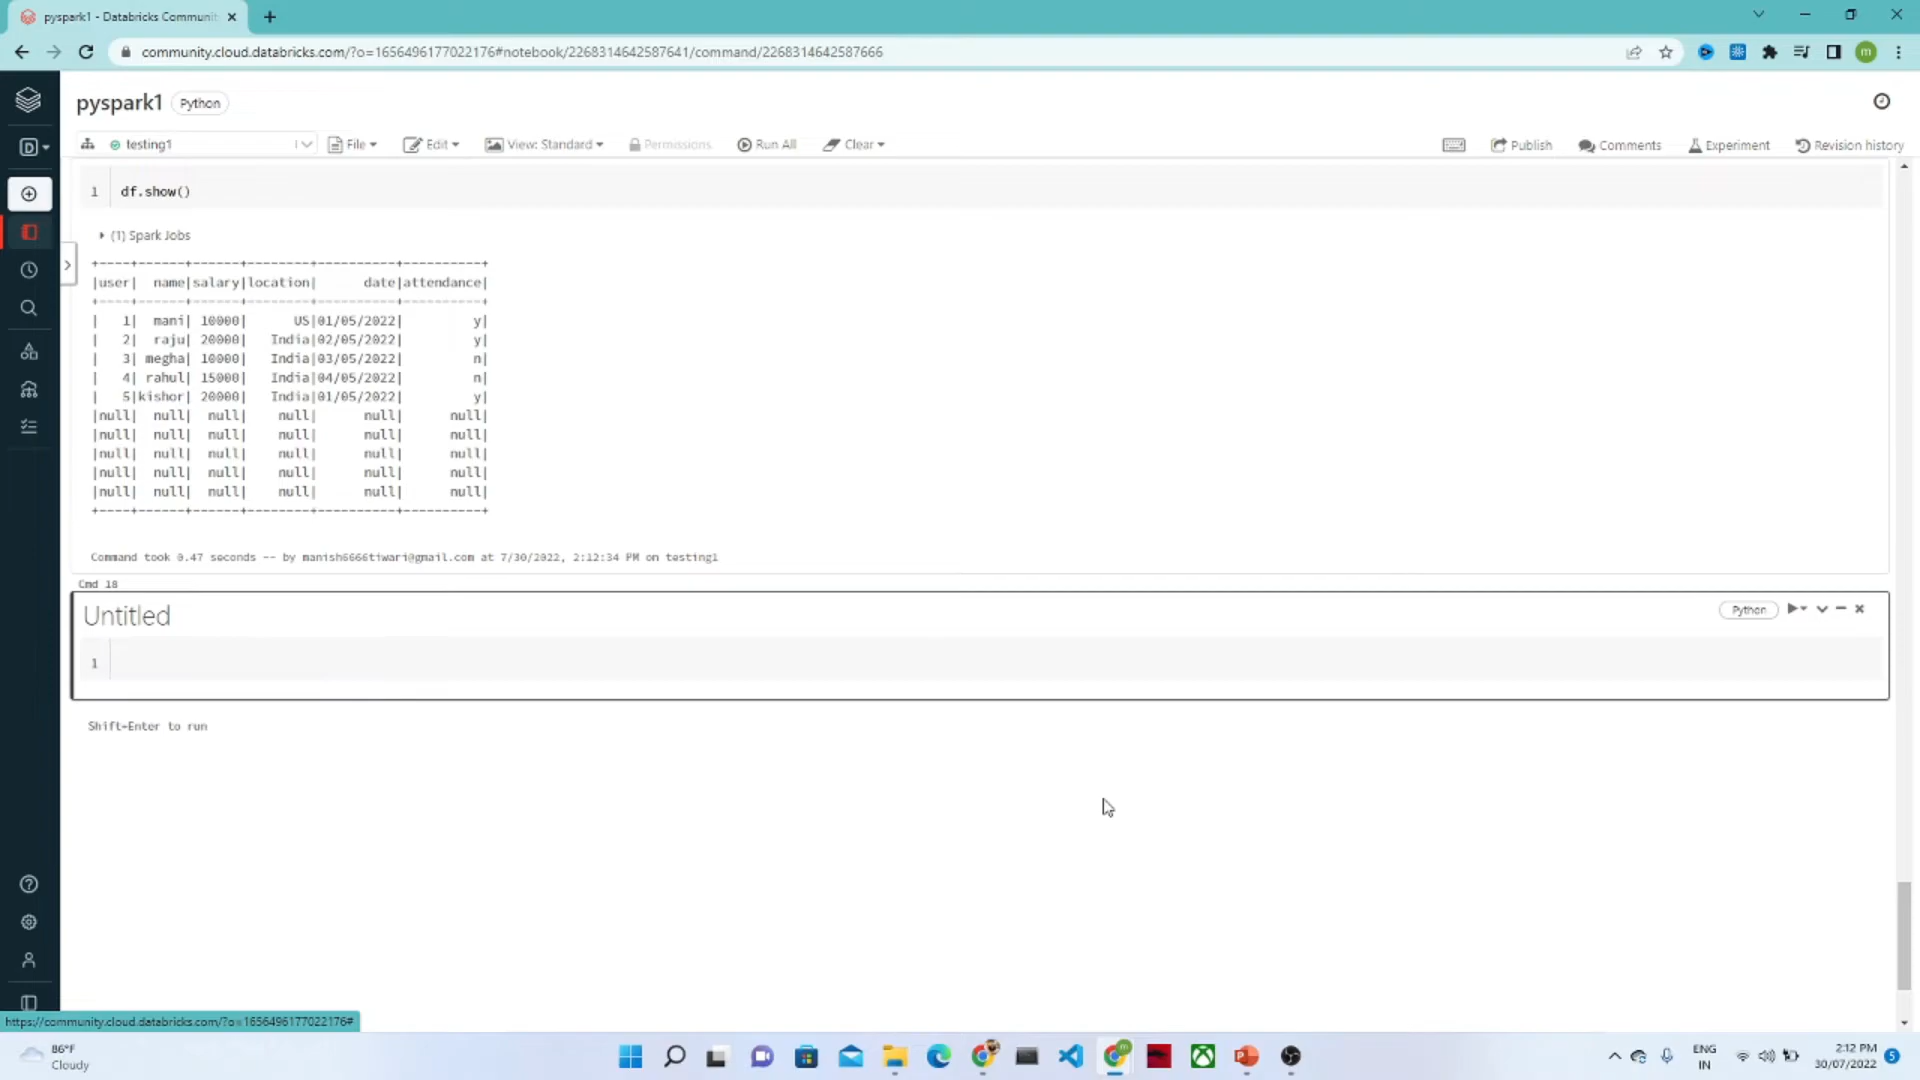 pyspark1 - Databricks Communit
community.cloud.databricks.com/?o=1656496177022176#notebook/2268314642587641/command/2268314642587666
m
pyspark1 Python
testing1 File Edit View: Standard Permissions Run All Clear Publish Comments Experiment Revision history
D
1 df.show()
(1) Spark Jobs
+----+------+------+--------+----------+----------+
|user|  name|salary|location|      date|attendance|
+----+------+------+--------+----------+----------+
|   1|  mani| 10000|      US|01/05/2022|         y|
|   2|  raju| 20000|   India|02/05/2022|         y|
|   3| megha| 10000|   India|03/05/2022|         n|
|   4| rahul| 15000|   India|04/05/2022|         n|
|   5|kishor| 20000|   India|01/05/2022|         y|
|null|  null|  null|    null|      null|      null|
|null|  null|  null|    null|      null|      null|
|null|  null|  null|    null|      null|      null|
|null|  null|  null|    null|      null|      null|
|null|  null|  null|    null|      null|      null|
+----+------+------+--------+----------+----------+
Command took 0.47 seconds -- by manish6666tiwari@gmail.com at 7/30/2022, 2:12:34 PM on testing1
Cmd 18
Untitled Python
1
Shift+Enter to run
https://community.cloud.databricks.com/?o=1656496177022176#
86°F
Cloudy
ENG
IN
2:12 PM
30/07/2022
5